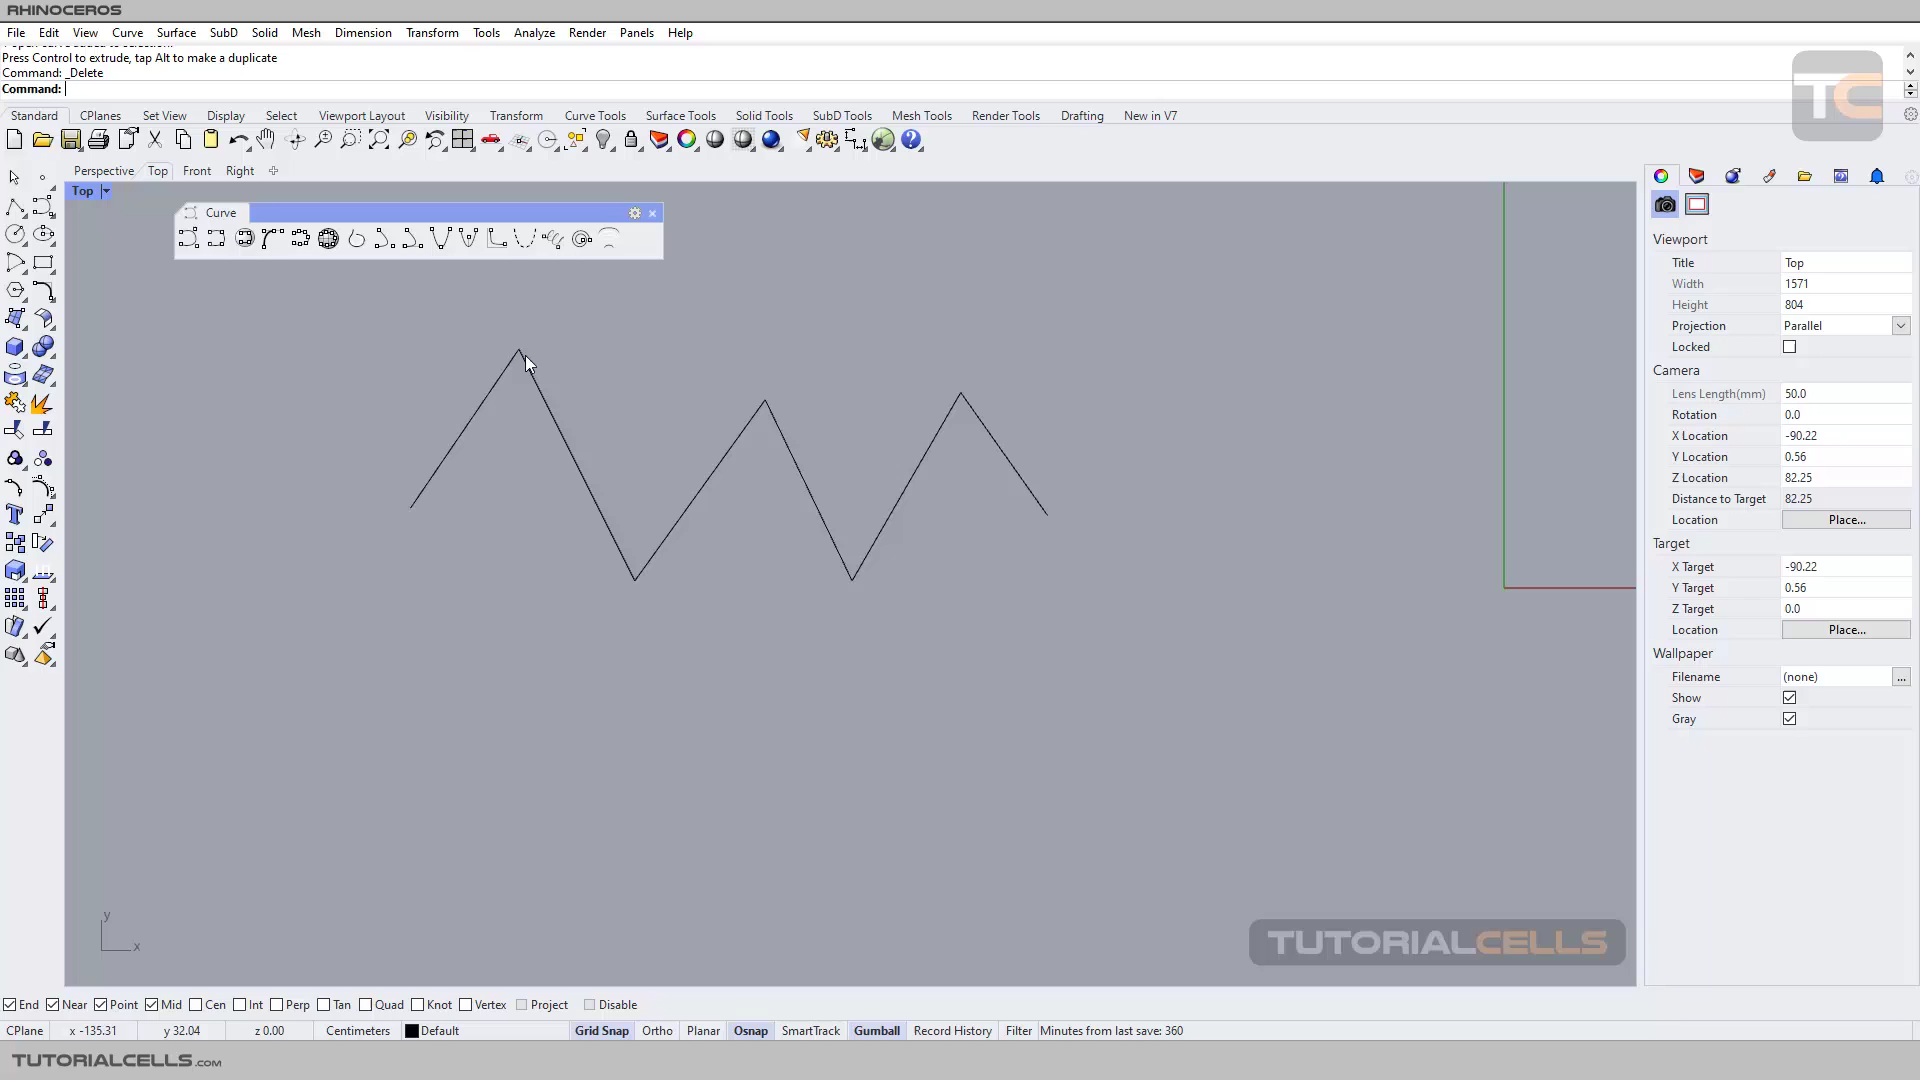 RHINOCEROS
File Edit View Curve Surface SubD Solid Mesh Mesh Dimension Transform Tools Analyze Render Panels Help
Press Control to extrude, tap Alt to make a duplicate
Command: _Delete
Command:
TC
Standard CPlanes Set View Display Select Viewport Layout Visibility Transform Curve Tools Surface Tools Solid Tools SubD Tools Mesh Tools Render Tools Drafting New in V7
Perspective Top Front Right
Top
Curve
Viewport
Title Top
Width 1571
Height 804
Projection Parallel
Locked
Camera
Lens Length(mm) 50.0
Rotation 0.0
X Location -90.22
Y Location 0.56
Z Location 82.25
Distance to Target 82.25
Location Place...
Target
X Target -90.22
Y Target 0.56
Z Target 0.0
Location Place...
Wallpaper
Filename (none) ...
Show
Gray
y
x
TUTORIALCELLS
End Near Point Mid Cen Int Perp Tan Quad Knot Vertex Project Disable
CPlane x -135.31 y 32.04 z 0.00 Centimeters Default Grid Snap Ortho Planar Osnap SmartTrack Gumball Record History Filter Minutes from last save: 360
TUTORIALCELLS.COM